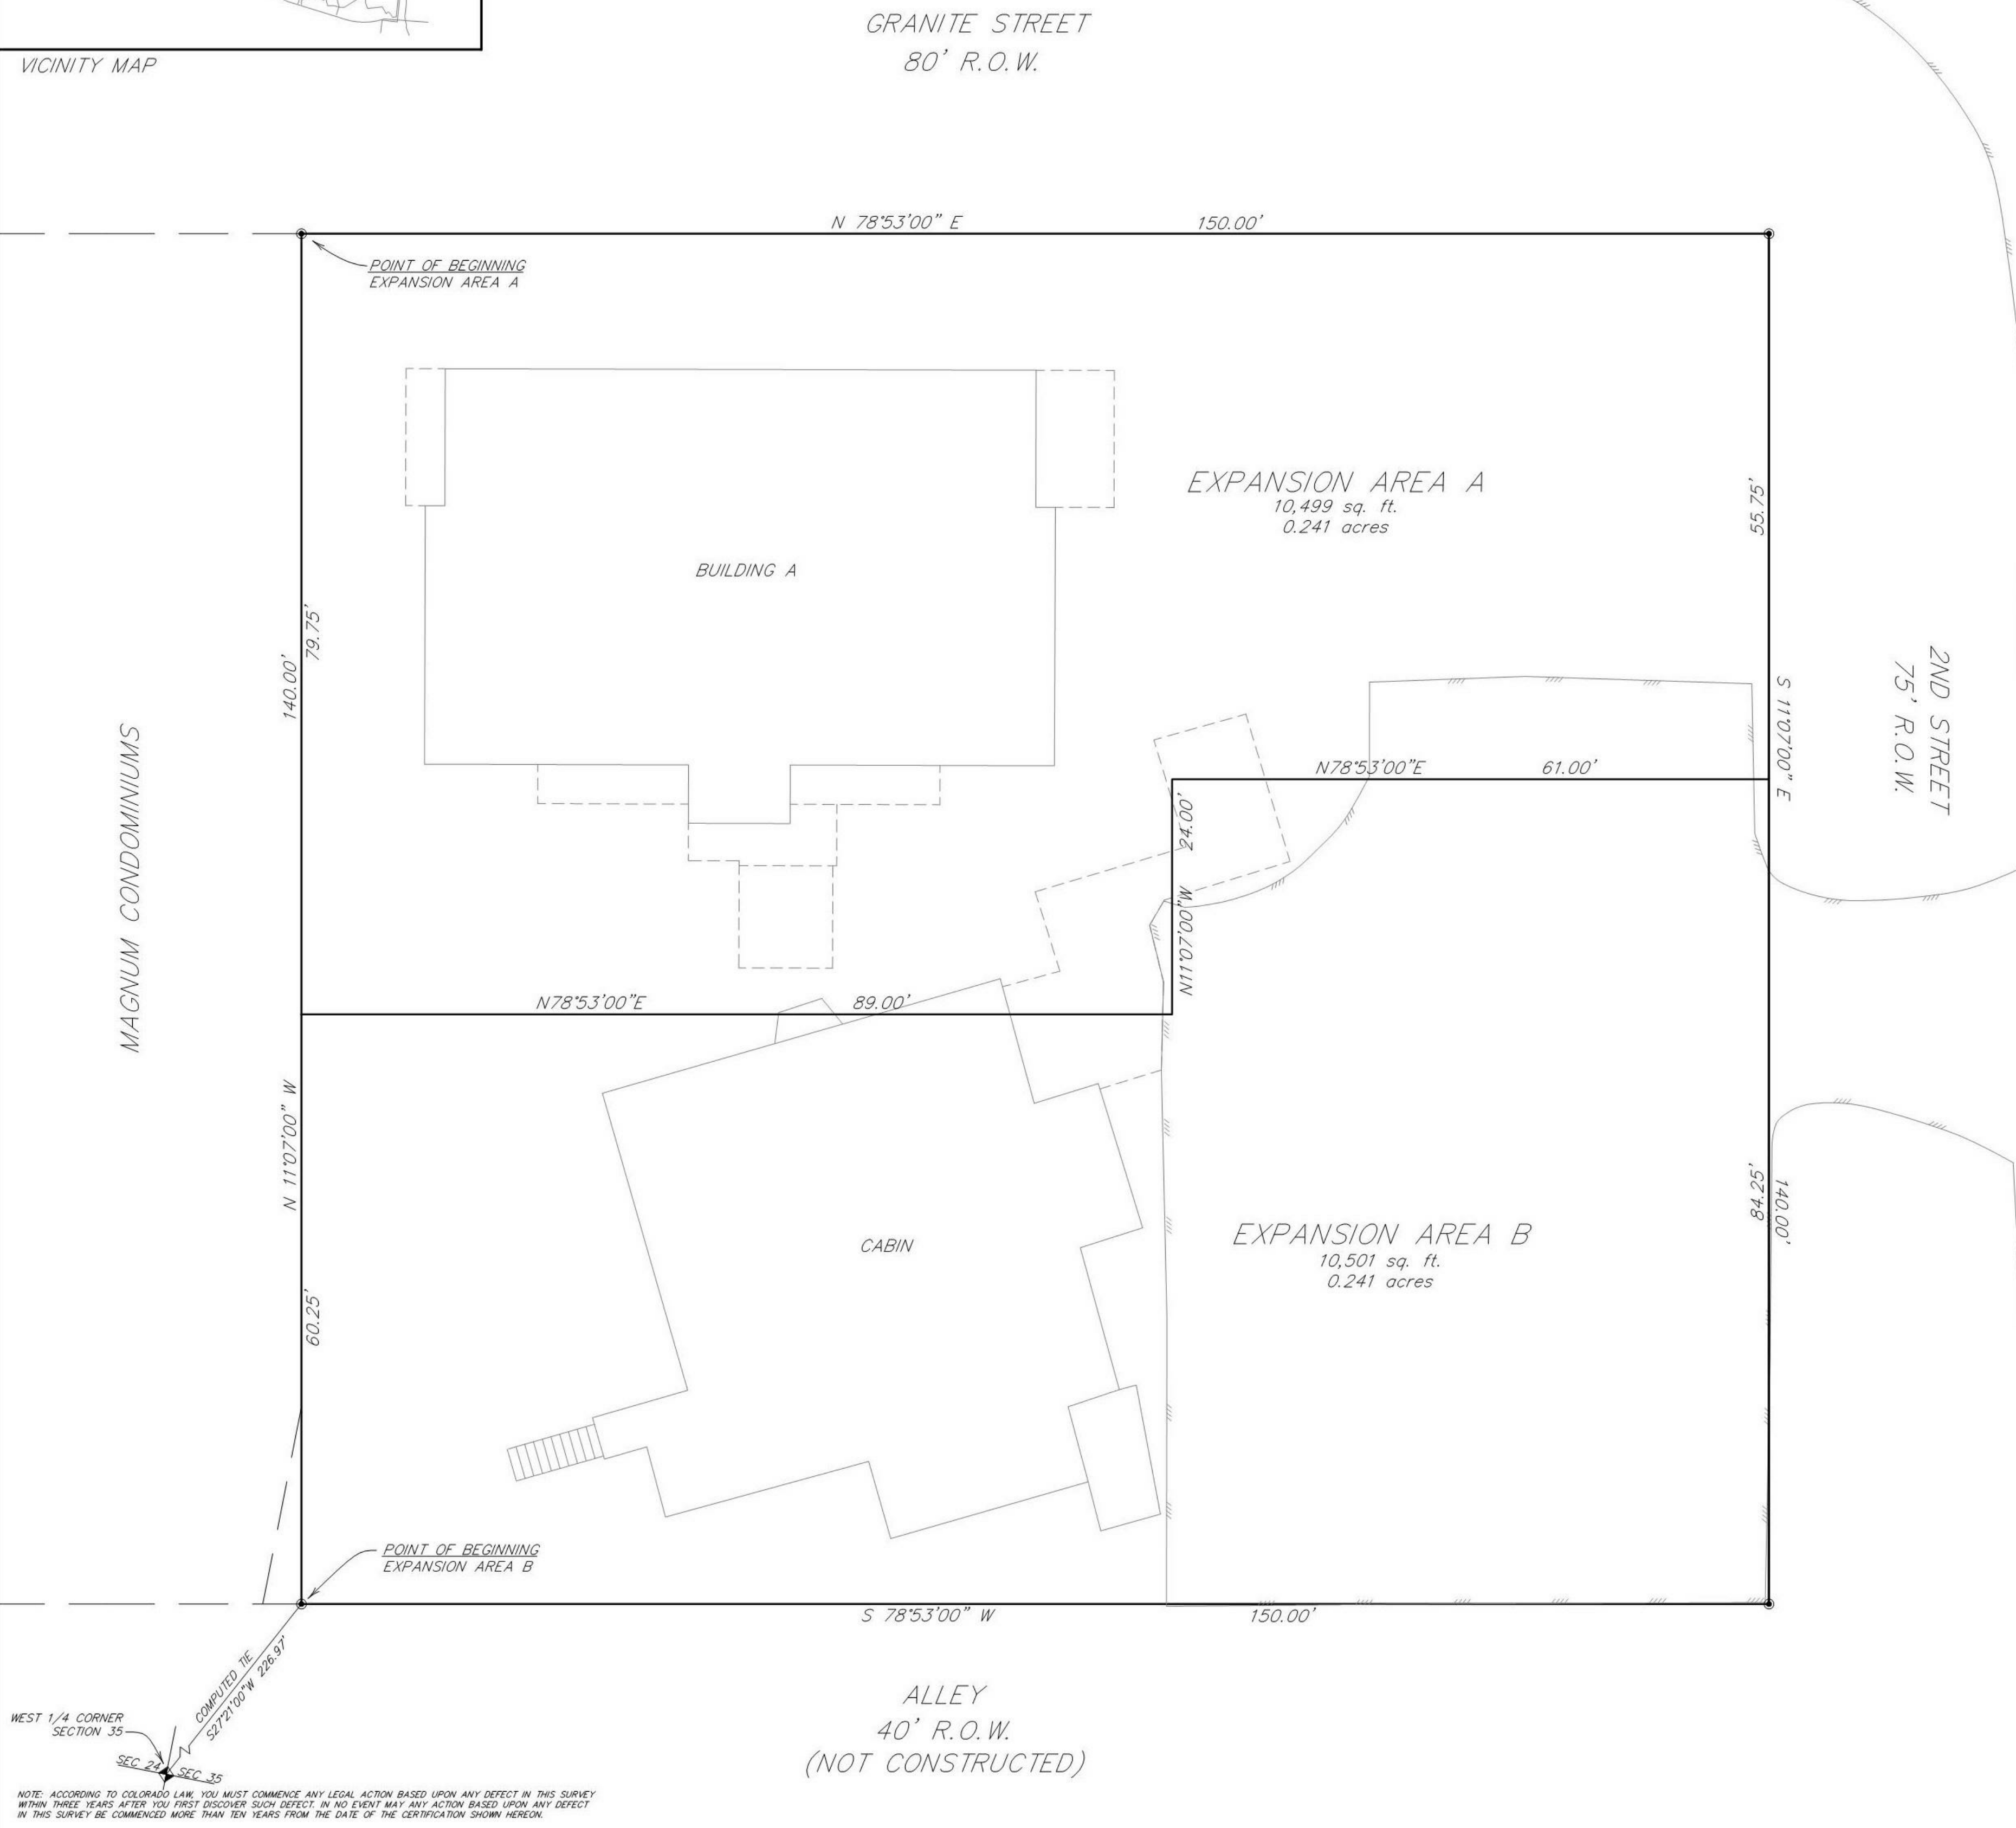 VICINITY MAP
GRANITE STREET
80' R.O.W.
N 78°53'00" E
150.00'
POINT OF BEGINNING
EXPANSION AREA A
EXPANSION AREA A
10,499 sq. ft.
0.241 acres
55.75'
BUILDING A
79.75'
140.00'
2ND STREET
75' R.O.W.
S 11°07'00" E
MAGNUM CONDOMINIUMS
N78°53'00"E
61.00'
24.00'
N11°07'00"W
N78°53'00"E
89.00'
N 11°07'00" W
84.25'
140.00'
EXPANSION AREA B
10,501 sq. ft.
0.241 acres
CABIN
60.25'
POINT OF BEGINNING
EXPANSION AREA B
S 78°53'00" W
150.00'
COMPUTED TIE
S27°21'00"W 226.97'
ALLEY
40' R.O.W.
(NOT CONSTRUCTED)
WEST 1/4 CORNER
SECTION 35
SEC 24
SEC 35
NOTE: ACCORDING TO COLORADO LAW, YOU MUST COMMENCE ANY LEGAL ACTION BASED UPON ANY DEFECT IN THIS SURVEY
WITHIN THREE YEARS AFTER YOU FIRST DISCOVER SUCH DEFECT. IN NO EVENT MAY ANY ACTION BASED UPON ANY DEFECT
IN THIS SURVEY BE COMMENCED MORE THAN TEN YEARS FROM THE DATE OF THE CERTIFICATION SHOWN HEREON.